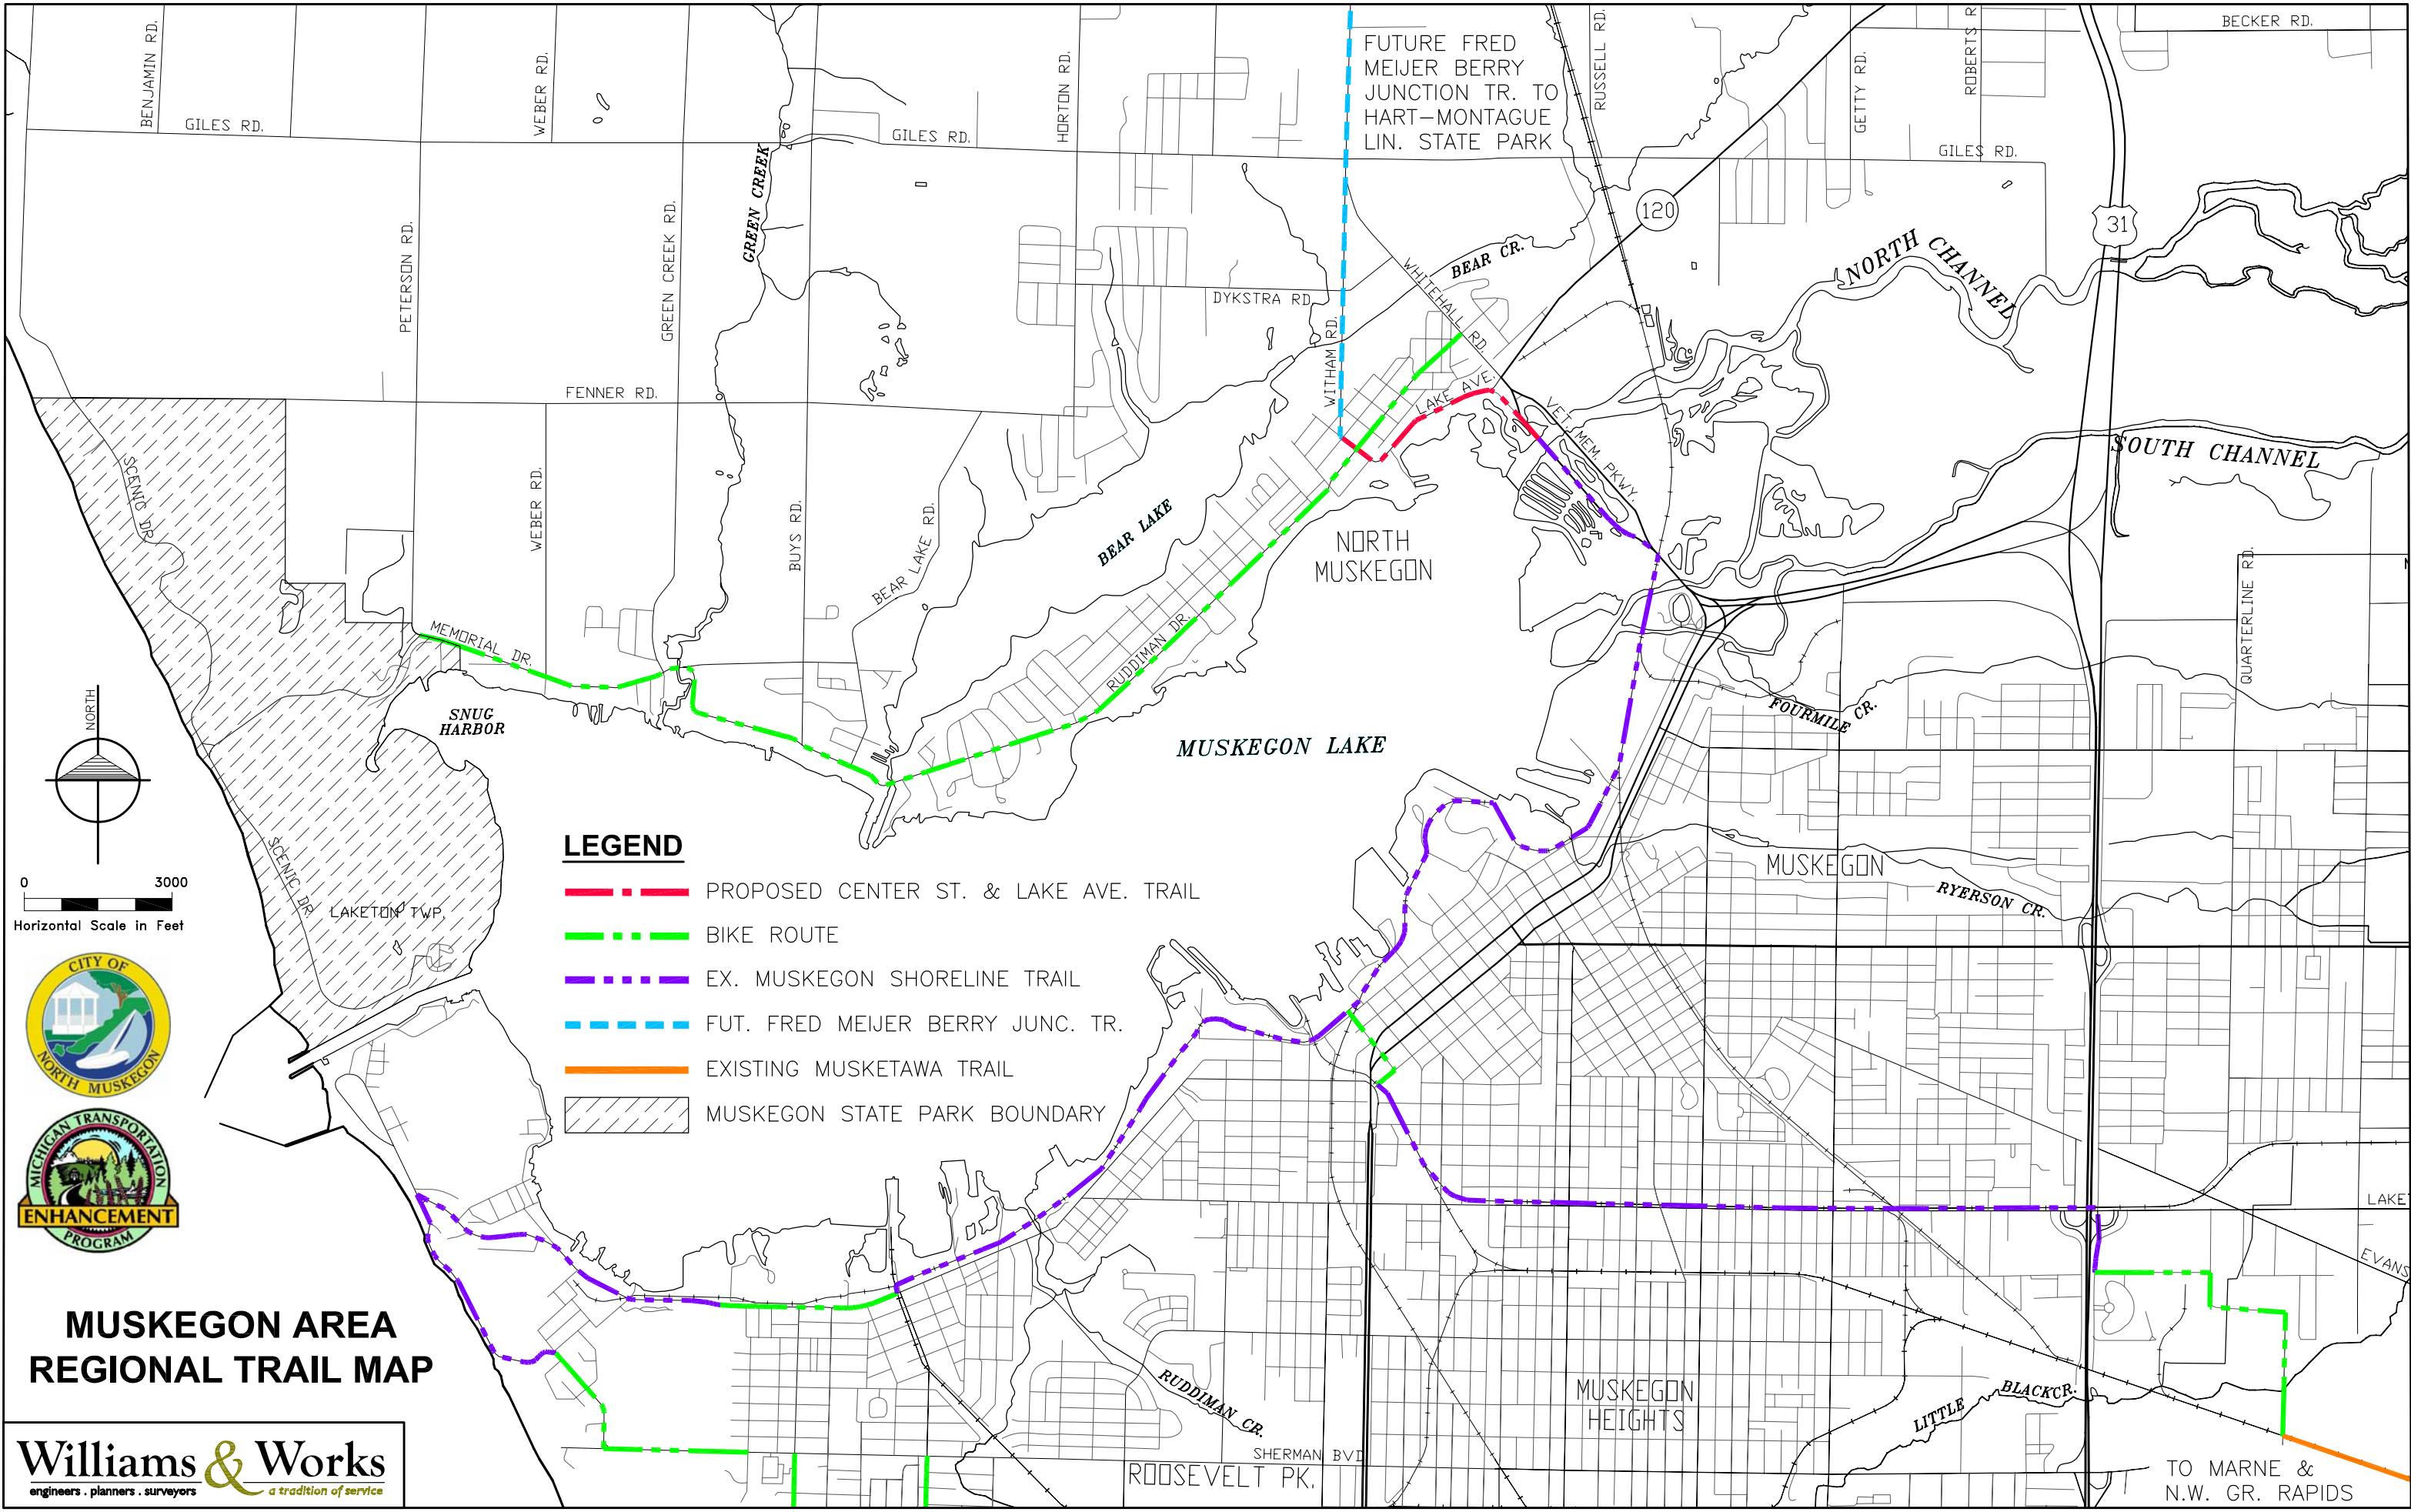 BENJAMIN RD.
GILES RD.
WEBER RD.
PETERSON RD.
GREEN CREEK RD.
GREEN CREEK
GILES RD.
HORTON RD.
FUTURE FRED
MEIJER BERRY
JUNCTION TR. TO
HART-MONTAGUE
LIN. STATE PARK
RUSSELL RD.
GETTY RD.
ROBERTS R
BECKER RD.
GILES RD.
120
31
NORTH CHANNEL
BEAR CR.
WHITEHALL RD.
DYKSTRA RD.
WITHAM RD.
LAKE AVE.
VET. MEM. PKWY.
SOUTH CHANNEL
FENNER RD.
SCENIC DR.
WEBER RD.
BUYS RD.
BEAR LAKE RD.
BEAR LAKE
NORTH
MUSKEGON
QUARTERLINE RD.
MEMORIAL DR.
RUDDIMAN DR.
SNUG
HARBOR
MUSKEGON LAKE
FOURMILE CR.
NORTH
0 3000
Horizontal Scale in Feet
SCENIC DR.
LAKETON TWP.
MUSKEGON
RYERSON CR.
LEGEND
PROPOSED CENTER ST. & LAKE AVE. TRAIL
BIKE ROUTE
EX. MUSKEGON SHORELINE TRAIL
FUT. FRED MEIJER BERRY JUNC. TR.
EXISTING MUSKETAWA TRAIL
MUSKEGON STATE PARK BOUNDARY
CITY OF
NORTH MUSKEGON
MICHIGAN TRANSPORTATION
ENHANCEMENT
PROGRAM
LAKE
EVANS
MUSKEGON AREA
REGIONAL TRAIL MAP
RUDDIMAN CR.
MUSKEGON
HEIGHTS
LITTLE BLACKCR.
SHERMAN BVD
ROOSEVELT PK.
TO MARNE &
N.W. GR. RAPIDS
Williams & Works
engineers . planners . surveyors
a tradition of service